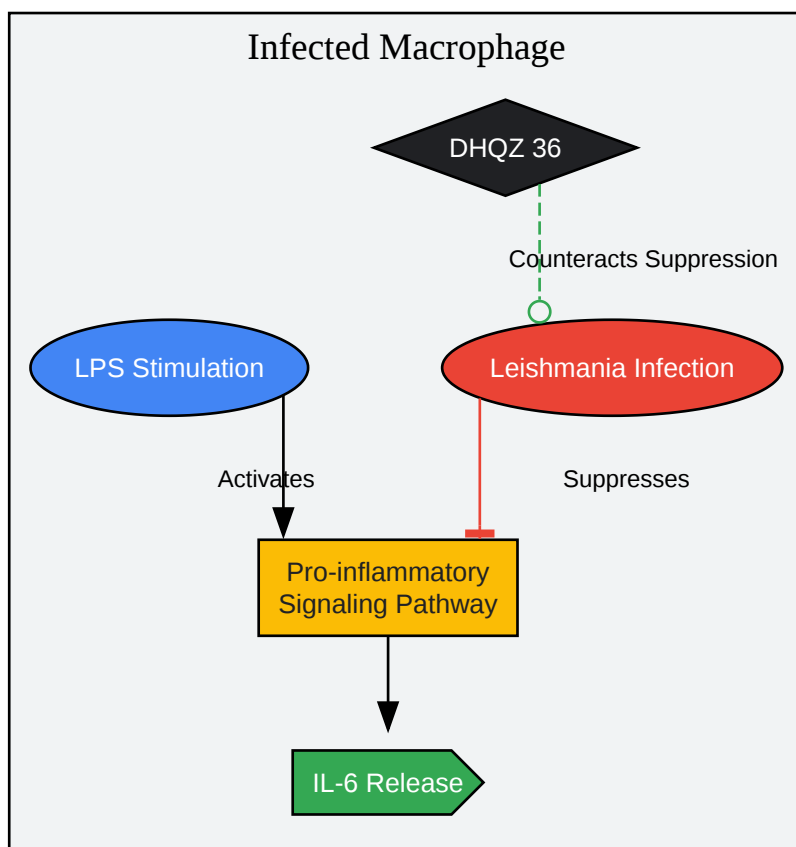 Infected Macrophage
DHQZ 36
Counteracts Suppression
LPS Stimulation
Leishmania Infection
Activates
Suppresses
Pro-inflammatory
Signaling Pathway
IL-6 Release